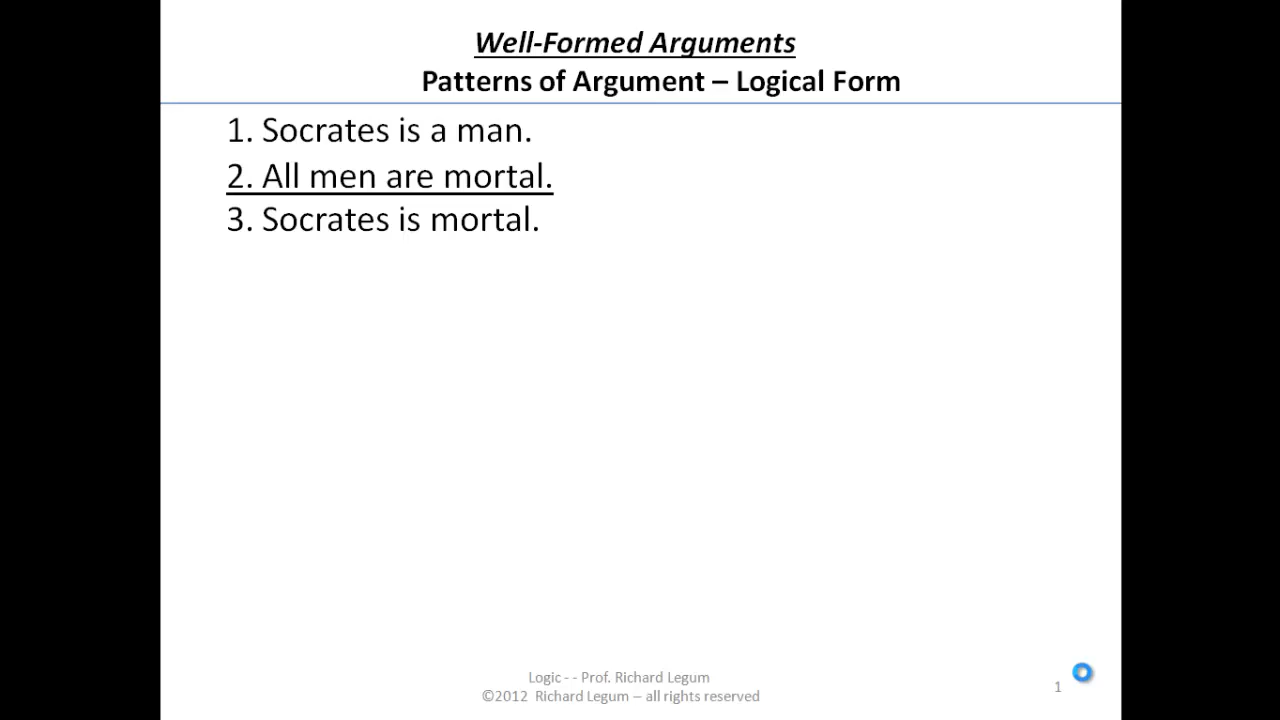 Well-Formed Arguments
Patterns of Argument – Logical Form
1. Socrates is a man.
2. All men are mortal.
3. Socrates is mortal.
Logic - - Prof. Richard Legum
©2012 Richard Legum – all rights reserved
1